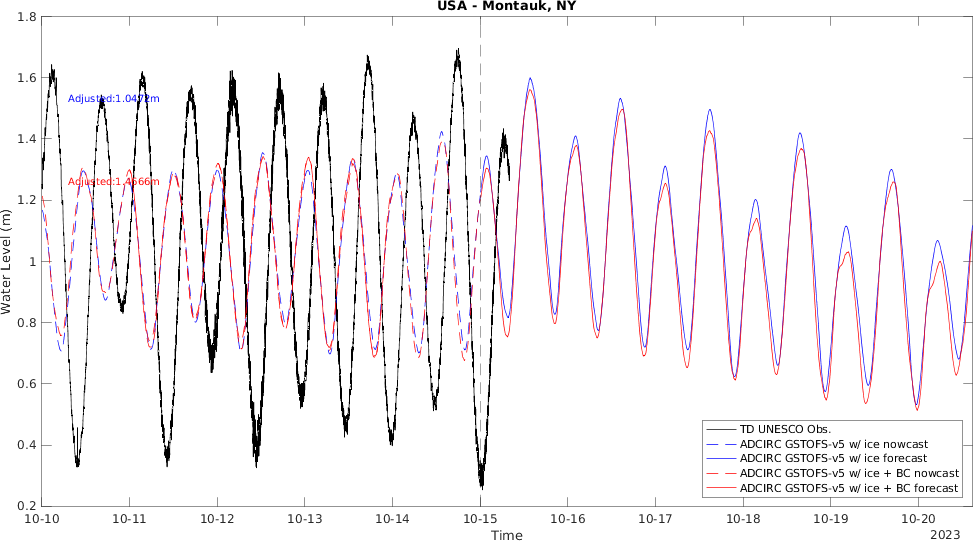 USA - Montauk, NY
1.8
1.6
1.4
1.2
1
0.8
0.6
0.4
0.2
Water Level (m)
Adjusted:1.0472m
Adjusted:1.4566m
TD UNESCO Obs.
ADCIRC GSTOFS-v5 w/ ice nowcast
ADCIRC GSTOFS-v5 w/ ice forecast
ADCIRC GSTOFS-v5 w/ ice + BC nowcast
ADCIRC GSTOFS-v5 w/ ice + BC forecast
10-10 10-11 10-12 10-13 10-14 10-15 10-16 10-17 10-18 10-19 10-20
Time
2023